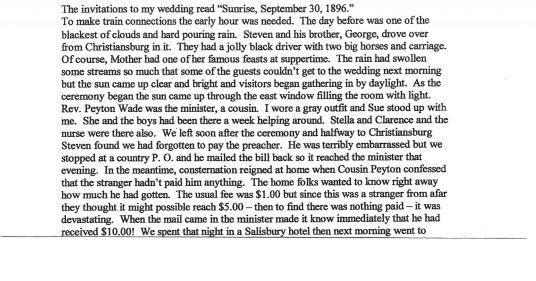 The invitations to my wedding read “Sunrise, September 30, 1896.”
To make train connections the early hour was needed.  The day before was one of the
blackest of clouds and hard pouring rain.  Steven and his brother, George, drove over
from Christiansburg in it.  They had a jolly black driver with two big horses and carriage.
Of course, Mother had one of her famous feasts at suppertime.  The rain had swollen
some streams so much that some of the guests couldn’t get to the wedding next morning
but the sun came up clear and bright and visitors began gathering in by daylight.  As the
ceremony began the sun came up through the east window filling the room with light.
Rev. Peyton Wade was the minister, a cousin.  I wore a gray outfit and Sue stood up with
me.  She and the boys had been there a week helping around.  Stella and Clarence and the
nurse were there also.  We left soon after the ceremony and halfway to Christiansburg
Steven found we had forgotten to pay the preacher.  He was terribly embarrassed but we
stopped at a country P. O. and he mailed the bill back so it reached the minister that
evening.  In the meantime, consternation reigned at home when Cousin Peyton confessed
that the stranger hadn’t paid him anything.  The home folks wanted to know right away
how much he had gotten.  The usual fee was $1.00 but since this was a stranger from afar
they thought it might possible reach $5.00 – then to find there was nothing paid – it was
devastating.  When the mail came in the minister made it know immediately that he had
received $10.00!  We spent that night in a Salisbury hotel then next morning went to